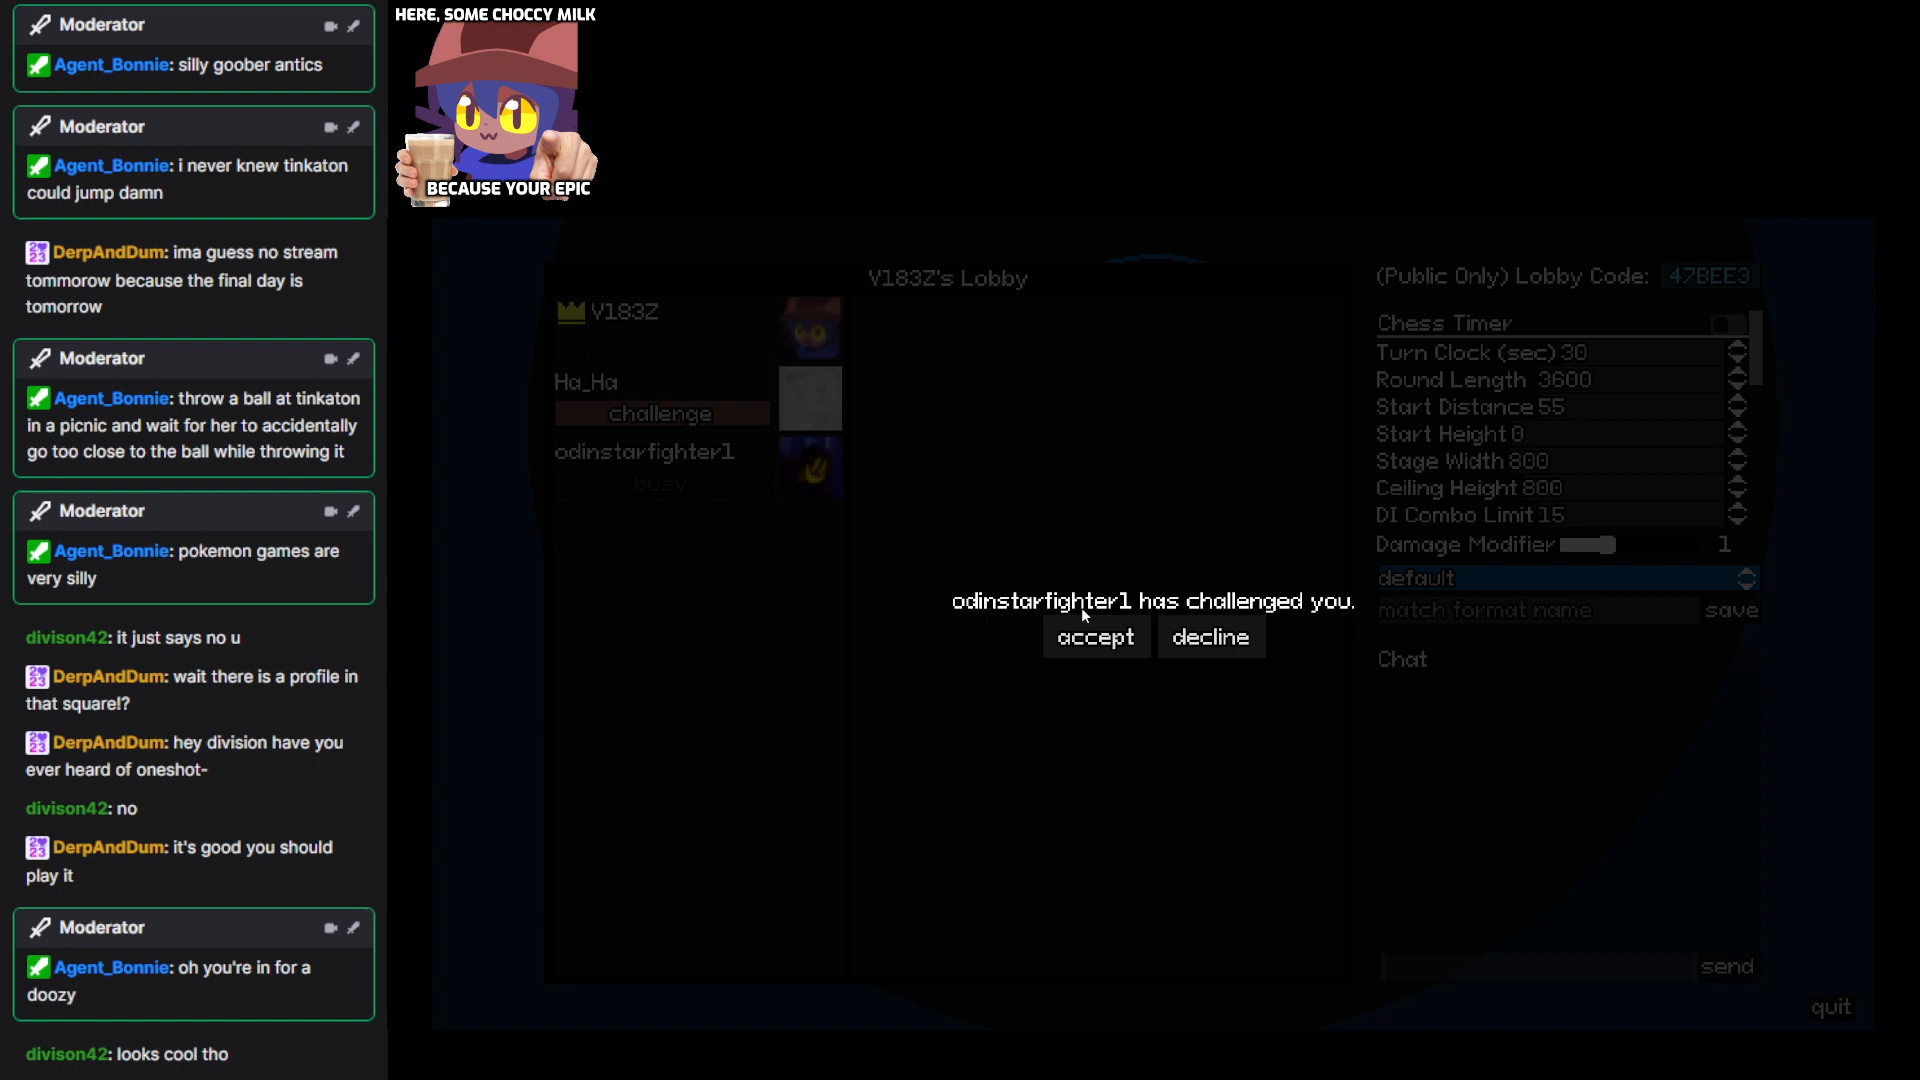 Moderator
Agent_Bonnie: silly goober antics
Moderator
Agent_Bonnie: i never knew tinkaton
could jump damn
DerpAndDum: ima guess no stream
tommorow because the final day is
tomorrow
Moderator
Agent_Bonnie: throw a ball at tinkaton
in a picnic and wait for her to accidentally
go too close to the ball while throwing it
Moderator
Agent_Bonnie: pokemon games are
very silly
divison42: it just says no u
DerpAndDum: wait there is a profile in
that square!?
DerpAndDum: hey division have you
ever heard of oneshot-
divison42: no
DerpAndDum: it's good you should
play it
Moderator
Agent_Bonnie: oh you're in for a
doozy
divison42: looks cool tho
HERE, SOME CHOCCY MILK
BECAUSE YOUR EPIC
V183Z's Lobby
V183Z
Ha_Ha
challenge
odinstarfighter1
busy
odinstarfighter1 has challenged you.
accept decline
(Public Only) Lobby Code: 47BEE3
Chess Timer
Turn Clock (sec) 30
Round Length 3600
Start Distance 55
Start Height 0
Stage Width 800
Ceiling Height 800
DI Combo Limit 15
Damage Modifier 1
default
match format name save
Chat
send
quit